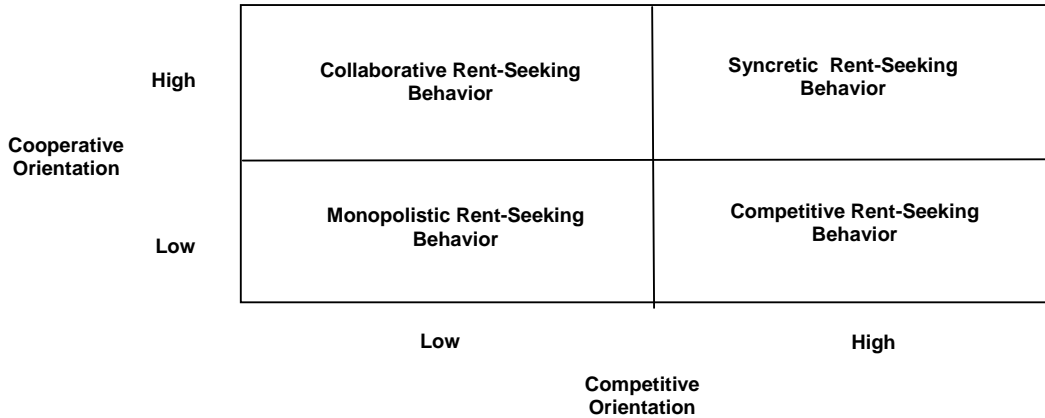 High
Collaborative Rent-Seeking
Behavior
Syncretic Rent-Seeking
Behavior
Cooperative
Orientation
Low
Monopolistic Rent-Seeking
Behavior
Competitive Rent-Seeking
Behavior
Low
High
Competitive
Orientation